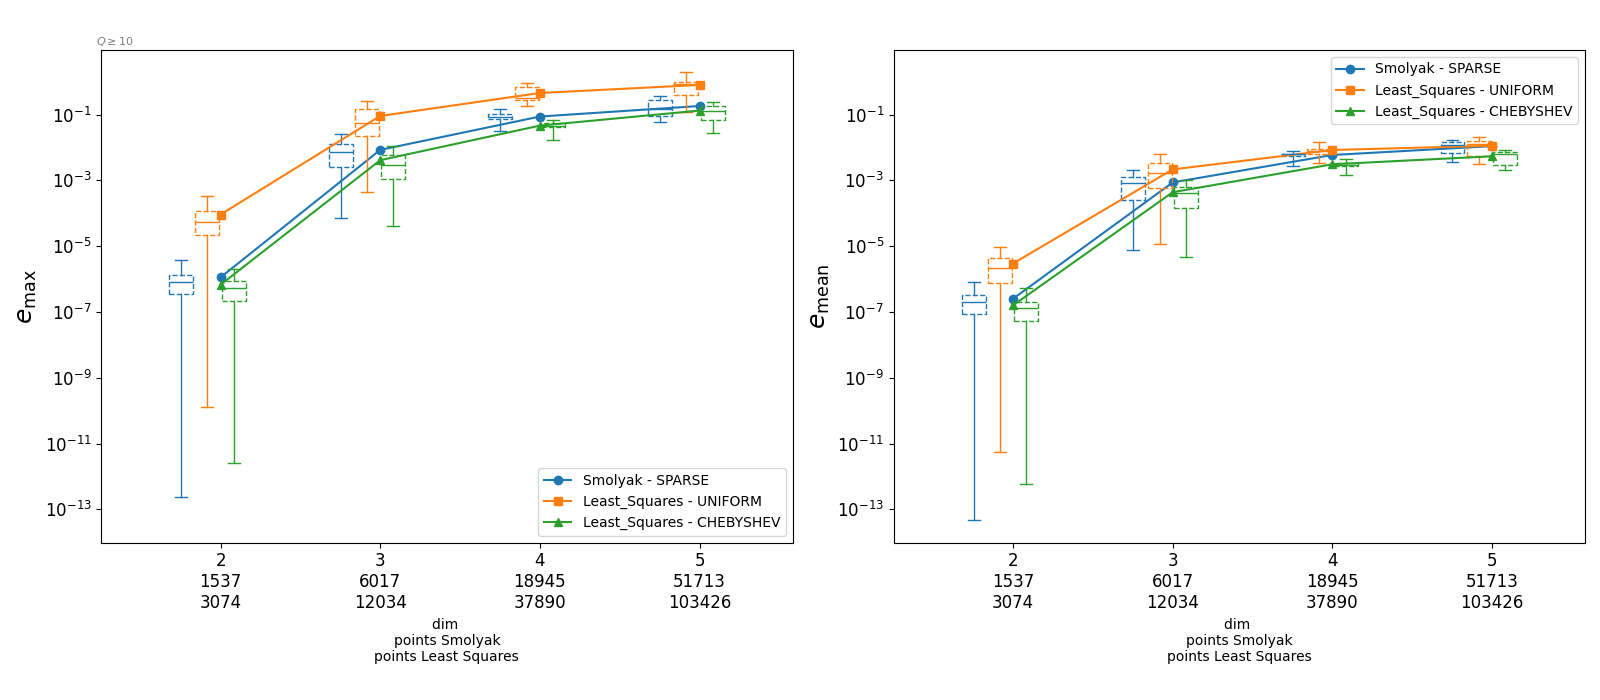 Q ≥ 10
e_max
10^-1
10^-3
10^-5
10^-7
10^-9
10^-11
10^-13
Smolyak - SPARSE
Least_Squares - UNIFORM
Least_Squares - CHEBYSHEV
2 3 4 5
1537 6017 18945 51713
3074 12034 37890 103426
dim
points Smolyak
points Least Squares
e_mean
10^-1
10^-3
10^-5
10^-7
10^-9
10^-11
10^-13
Smolyak - SPARSE
Least_Squares - UNIFORM
Least_Squares - CHEBYSHEV
2 3 4 5
1537 6017 18945 51713
3074 12034 37890 103426
dim
points Smolyak
points Least Squares